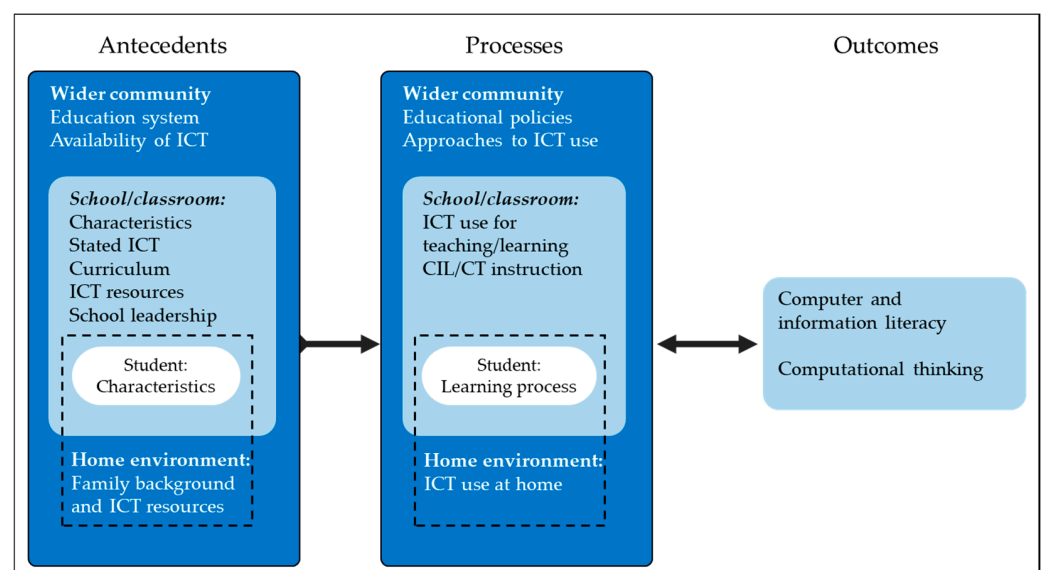 Antecedents
Processes
Outcomes
Wider community
Education system
Availability of ICT
School/classroom:
Characteristics
Stated ICT
Curriculum
ICT resources
School leadership
Student:
Characteristics
Home environment:
Family background
and ICT resources
Wider community
Educational policies
Approaches to ICT use
School/classroom:
ICT use for
teaching/learning
CIL/CT instruction
Student:
Learning process
Home environment:
ICT use at home
Computer and
information literacy
Computational thinking